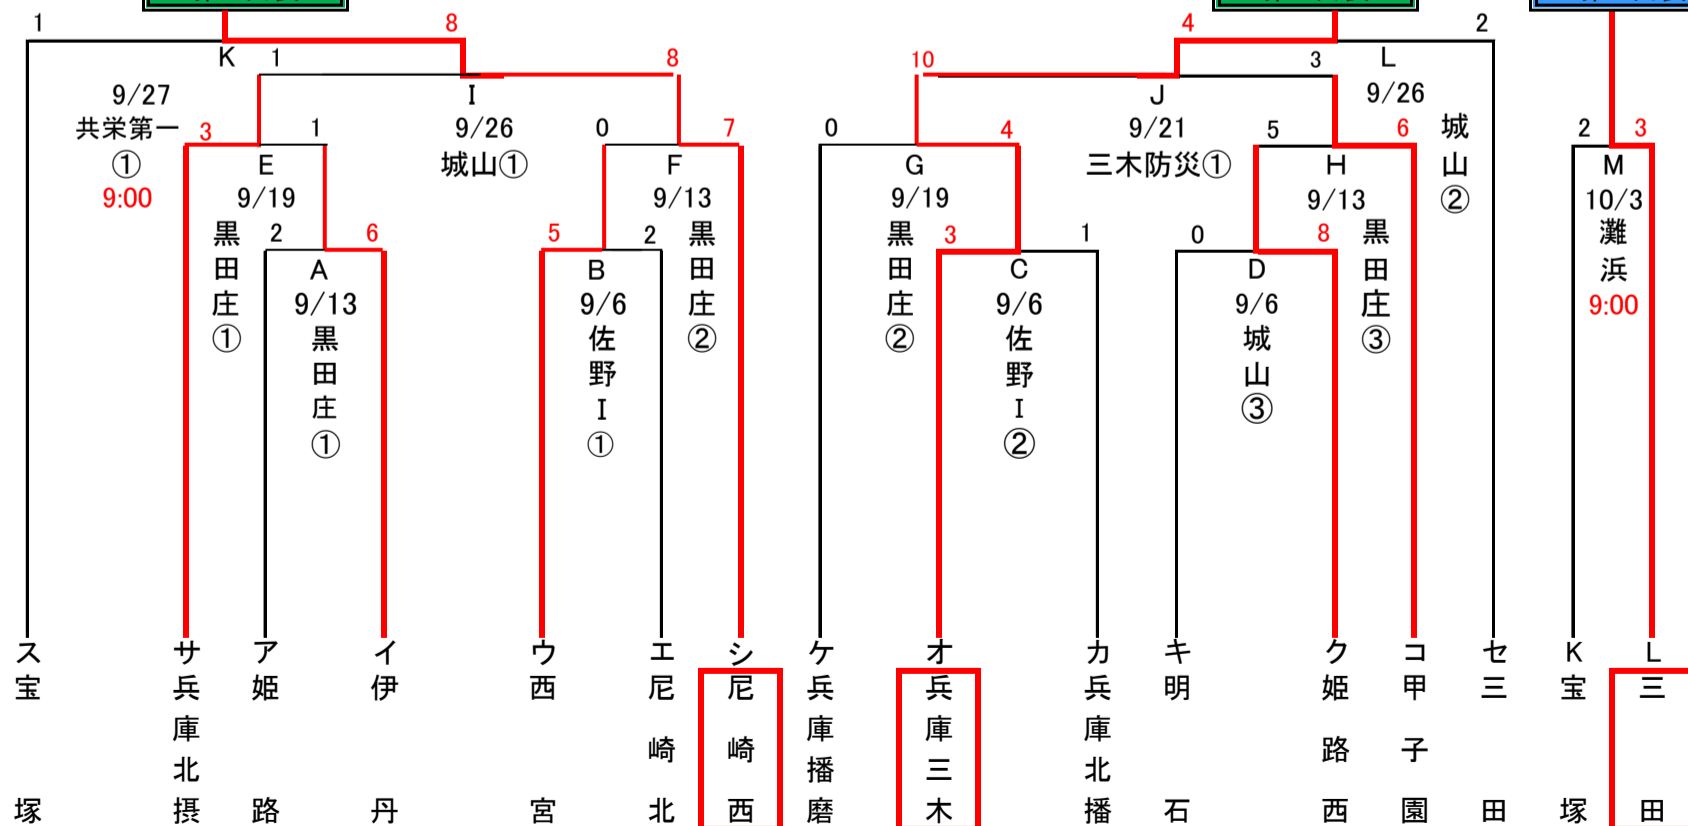 1 8 4 2
K 1 8 10 3 L
9/27 I J 9/26
共栄第一 3 1 9/26 0 7 0 4 9/21 5 6 城山② 2 3
① E 城山① F G 三木防災① H M
9:00 9/19 9/13 9/19 9/13 10/3
黒田庄① 2 6 5 2 黒田庄② 黒田庄② 3 1 0 8 黒田庄③ 灘浜
A B C D
9/13 9/6 9/6 9/6 9:00
黒田庄① 佐野I① 佐野I② 城山③
ス宝塚
サ兵庫北摂
ア姫路
イ伊丹
ウ西宮
エ尼崎北
シ尼崎西
ケ兵庫播磨
オ兵庫三木
カ兵庫北播
キ明石
ク姫路西
コ甲子園
セ三田
K宝塚
L三田